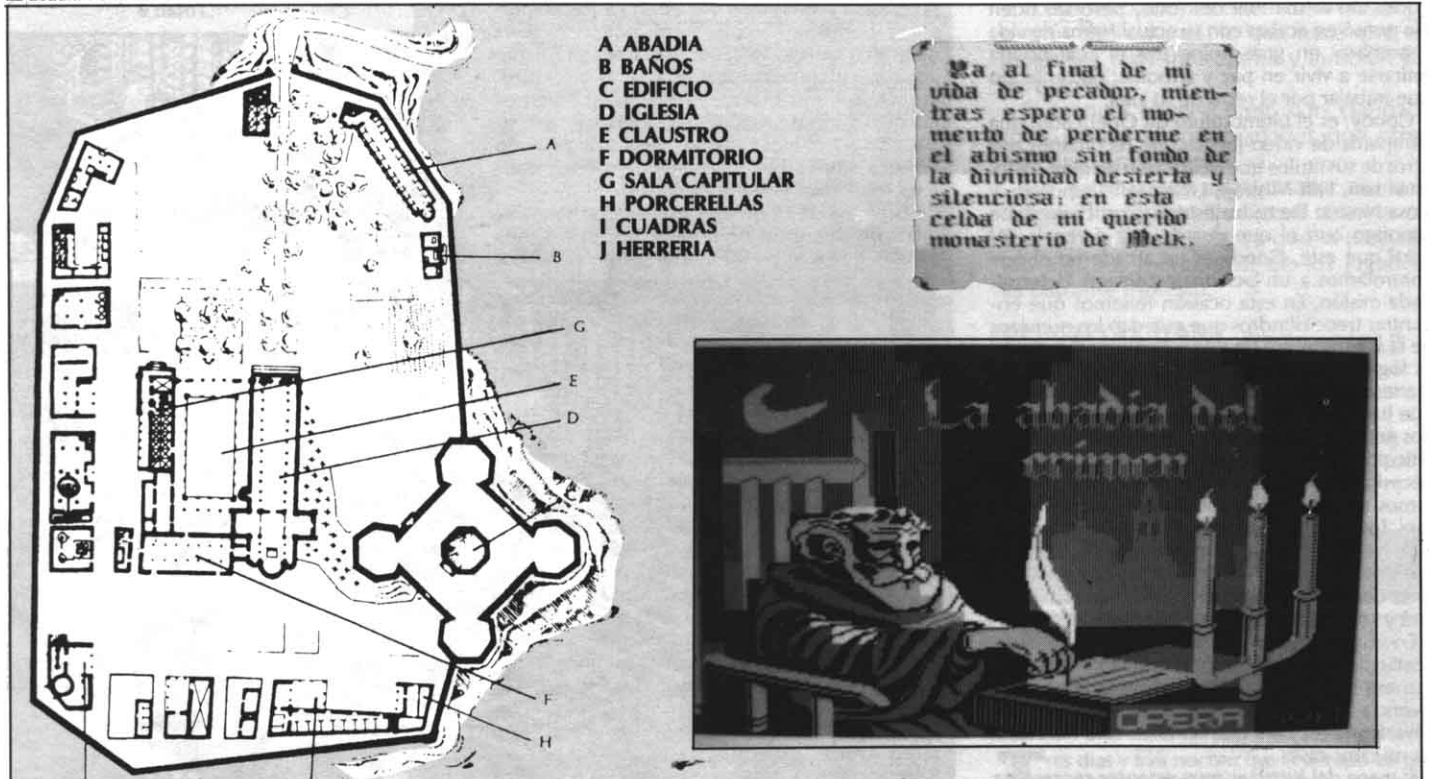 A ABADIA
B BAÑOS
C EDIFICIO
D IGLESIA
E CLAUSTRO
F DORMITORIO
G SALA CAPITULAR
H PORCERELLAS
I CUADRAS
J HERRERIA
Ya al final de mi
vida de pecador, mien-
tras espero el mo-
mento de perderme en
el abismo sin fondo de
la divinidad desierta y
silenciosa; en esta
celda de mi querido
monasterio de Melk,
A
B
G
E
D
C
F
H
La abadía del
crimen
OPERA